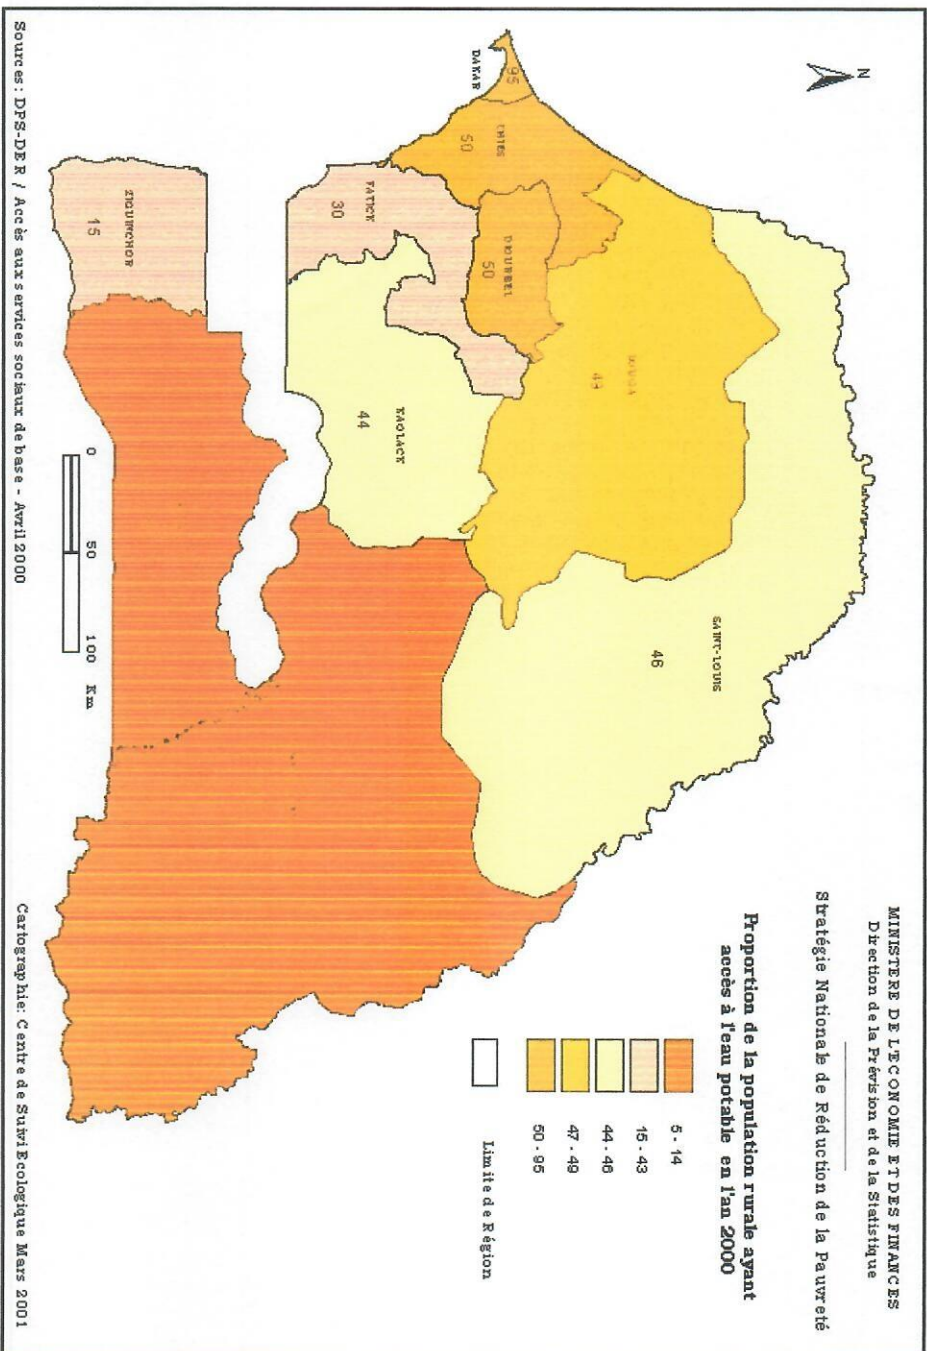 MINISTERE DE L'ECONOMIE ET DES FINANCES
Direction de la Prévision et de la Statistique
Stratégie Nationale de Réduction de la Pauvreté
Proportion de la population rurale ayant
accès à l'eau potable en l'an 2000
5 - 14
15 - 43
44 - 46
47 - 49
50 - 95
Limite de Région
N
SAINT-LOUIS
46
49
THIES
50
DIOURBEL
50
95
DAKAR
FATICK
30
KAOLACK
44
ZIGUINCHOR
15
0 50 100 Km
Sources: DPS-DER / Accès aux services sociaux de base - Avril 2000
Cartographie: Centre de Suivi Ecologique Mars 2001